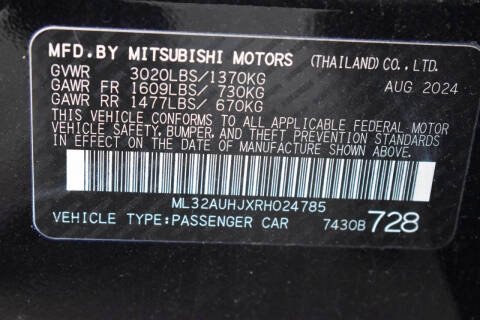 MFD.BY MITSUBISHI MOTORS (THAILAND)CO.,LTD.
GVWR 3020LBS/1370KG AUG 2024
GAWR FR 1609LBS/ 730KG
GAWR RR 1477LBS/ 670KG
THIS VEHICLE CONFORMS TO ALL APPLICABLE FEDERAL MOTOR
VEHICLE SAFETY, BUMPER, AND THEFT PREVENTION STANDARDS
IN EFFECT ON THE DATE OF MANUFACTURE SHOWN ABOVE.
ML32AUHJXRH024785
VEHICLE TYPE:PASSENGER CAR 7430B 728